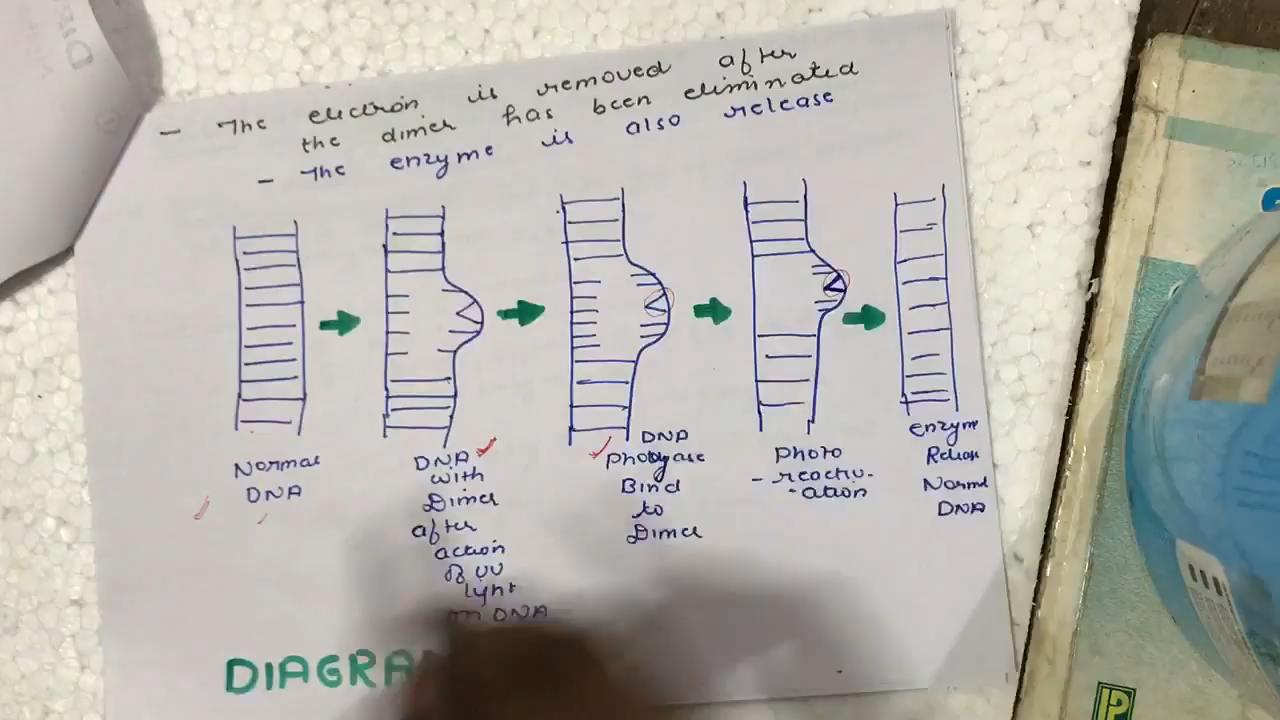 - The electron is removed after
the dimer has been eliminated
- The enzyme is also release
Normal
DNA
DNA
with
Dimer
after
action
of UV
light
on DNA
DNA
Photolyase
Bind
to
Dimer
Photo
- reactiv-
-ation
enzyme
Release
Normal
DNA
DIAGRA